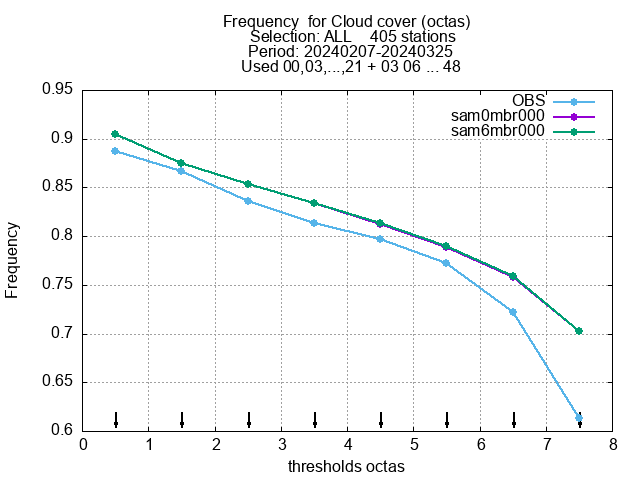 Frequency  for Cloud cover (octas)
Selection: ALL    405 stations
Period: 20240207-20240325
Used 00,03,...,21 + 03 06 ... 48
OBS
sam0mbr000
sam6mbr000
0.95
0.9
0.85
0.8
0.75
0.7
0.65
0.6
Frequency
0 1 2 3 4 5 6 7 8
thresholds octas